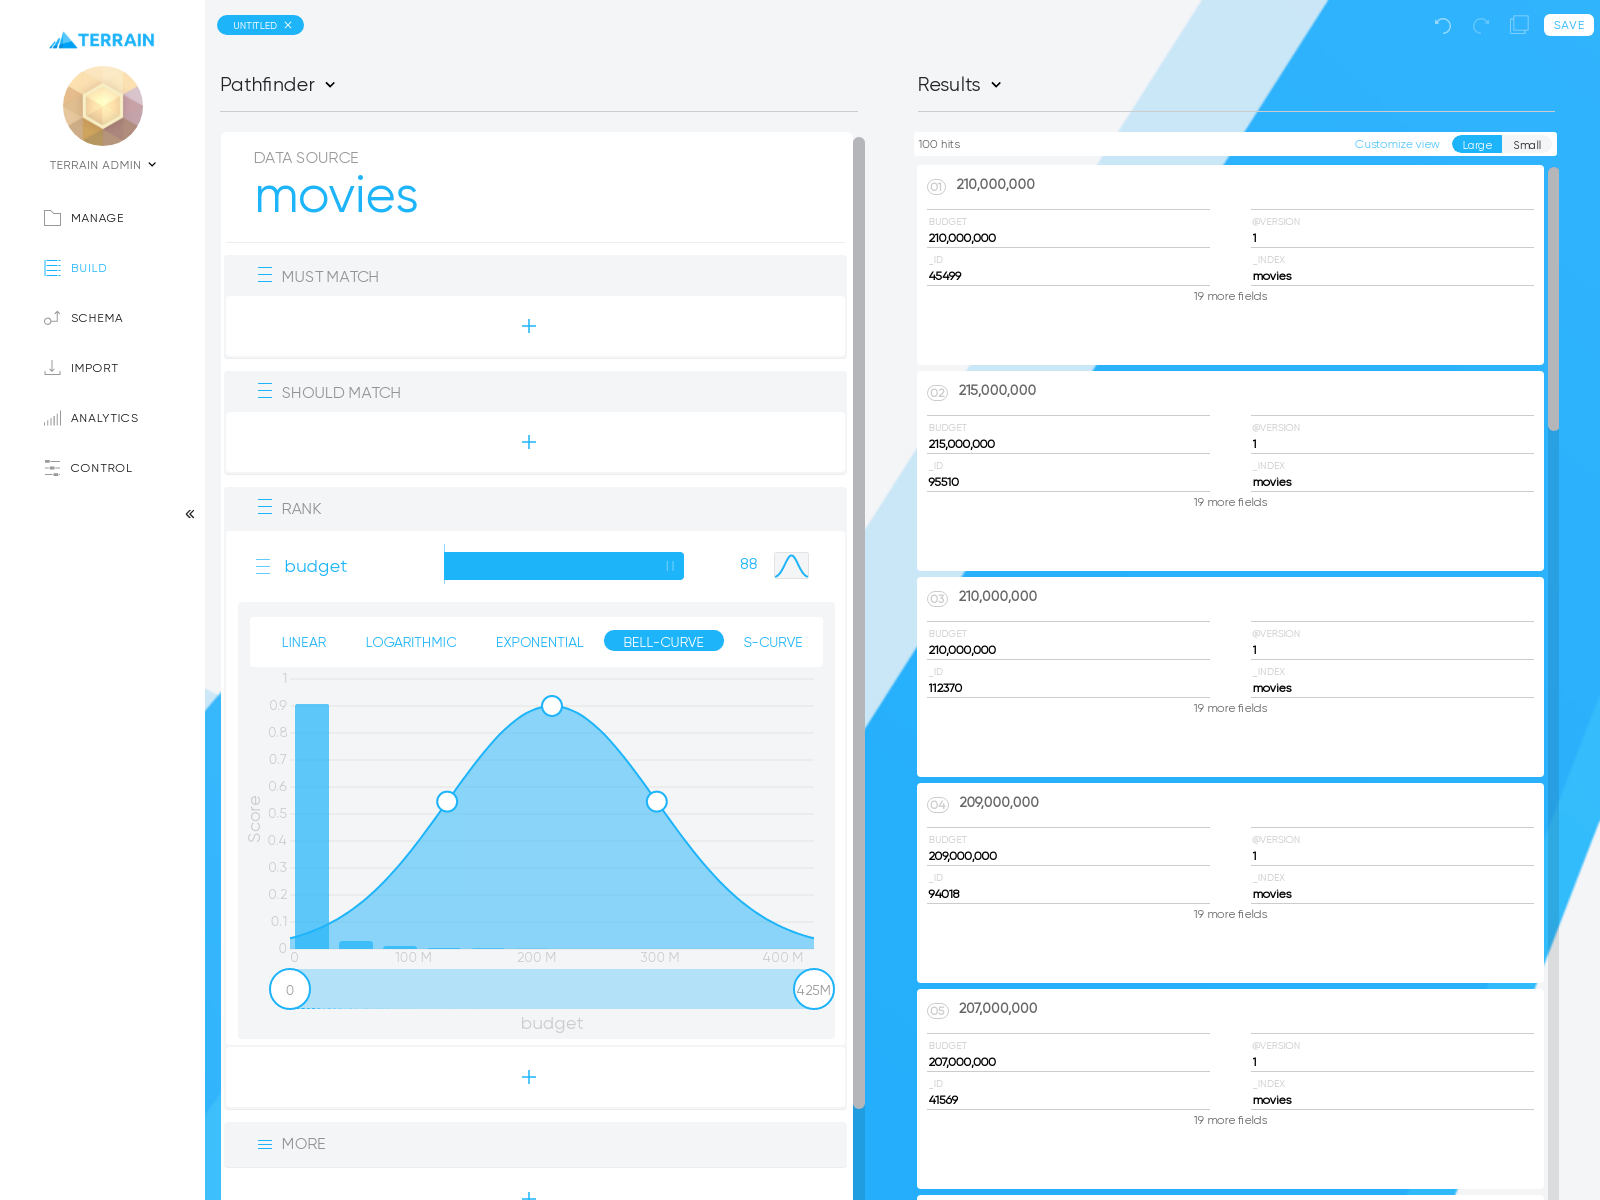 TERRAIN
TERRAIN ADMIN
MANAGE
BUILD
SCHEMA
IMPORT
ANALYTICS
CONTROL
UNTITLED
SAVE
Pathfinder
DATA SOURCE
movies
MUST MATCH
SHOULD MATCH
RANK
budget
88
LINEAR LOGARITHMIC EXPONENTIAL BELL-CURVE S-CURVE
1
0.9
0.8
0.7
0.6
0.5
0.4
0.3
0.2
0.1
0
Score
0 100 M 200 M 300 M 400 M
0 425M
budget
MORE
Results
100 hits Customize view Large Small
01 210,000,000
BUDGET @VERSION
210,000,000 1
_ID _INDEX
45499 movies
19 more fields
02 215,000,000
BUDGET @VERSION
215,000,000 1
_ID _INDEX
95510 movies
19 more fields
03 210,000,000
BUDGET @VERSION
210,000,000 1
_ID _INDEX
112370 movies
19 more fields
04 209,000,000
BUDGET @VERSION
209,000,000 1
_ID _INDEX
94018 movies
19 more fields
05 207,000,000
BUDGET @VERSION
207,000,000 1
_ID _INDEX
41569 movies
19 more fields